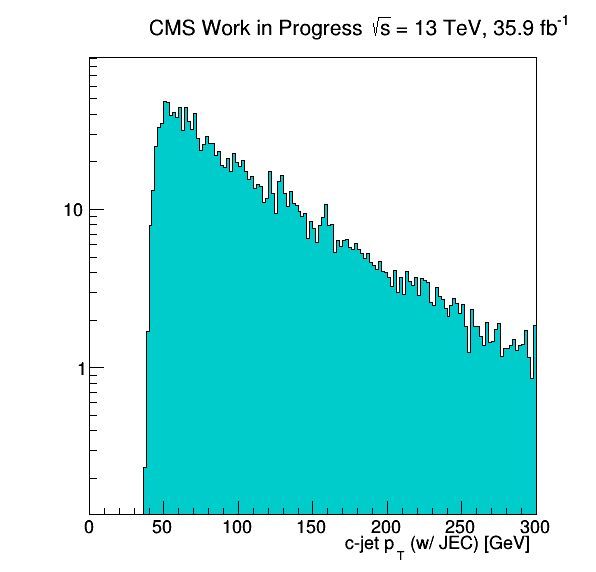 CMS Work in Progress √s = 13 TeV, 35.9 fb⁻¹
10
1
0 50 100 150 200 250 300
c-jet p_T (w/ JEC) [GeV]